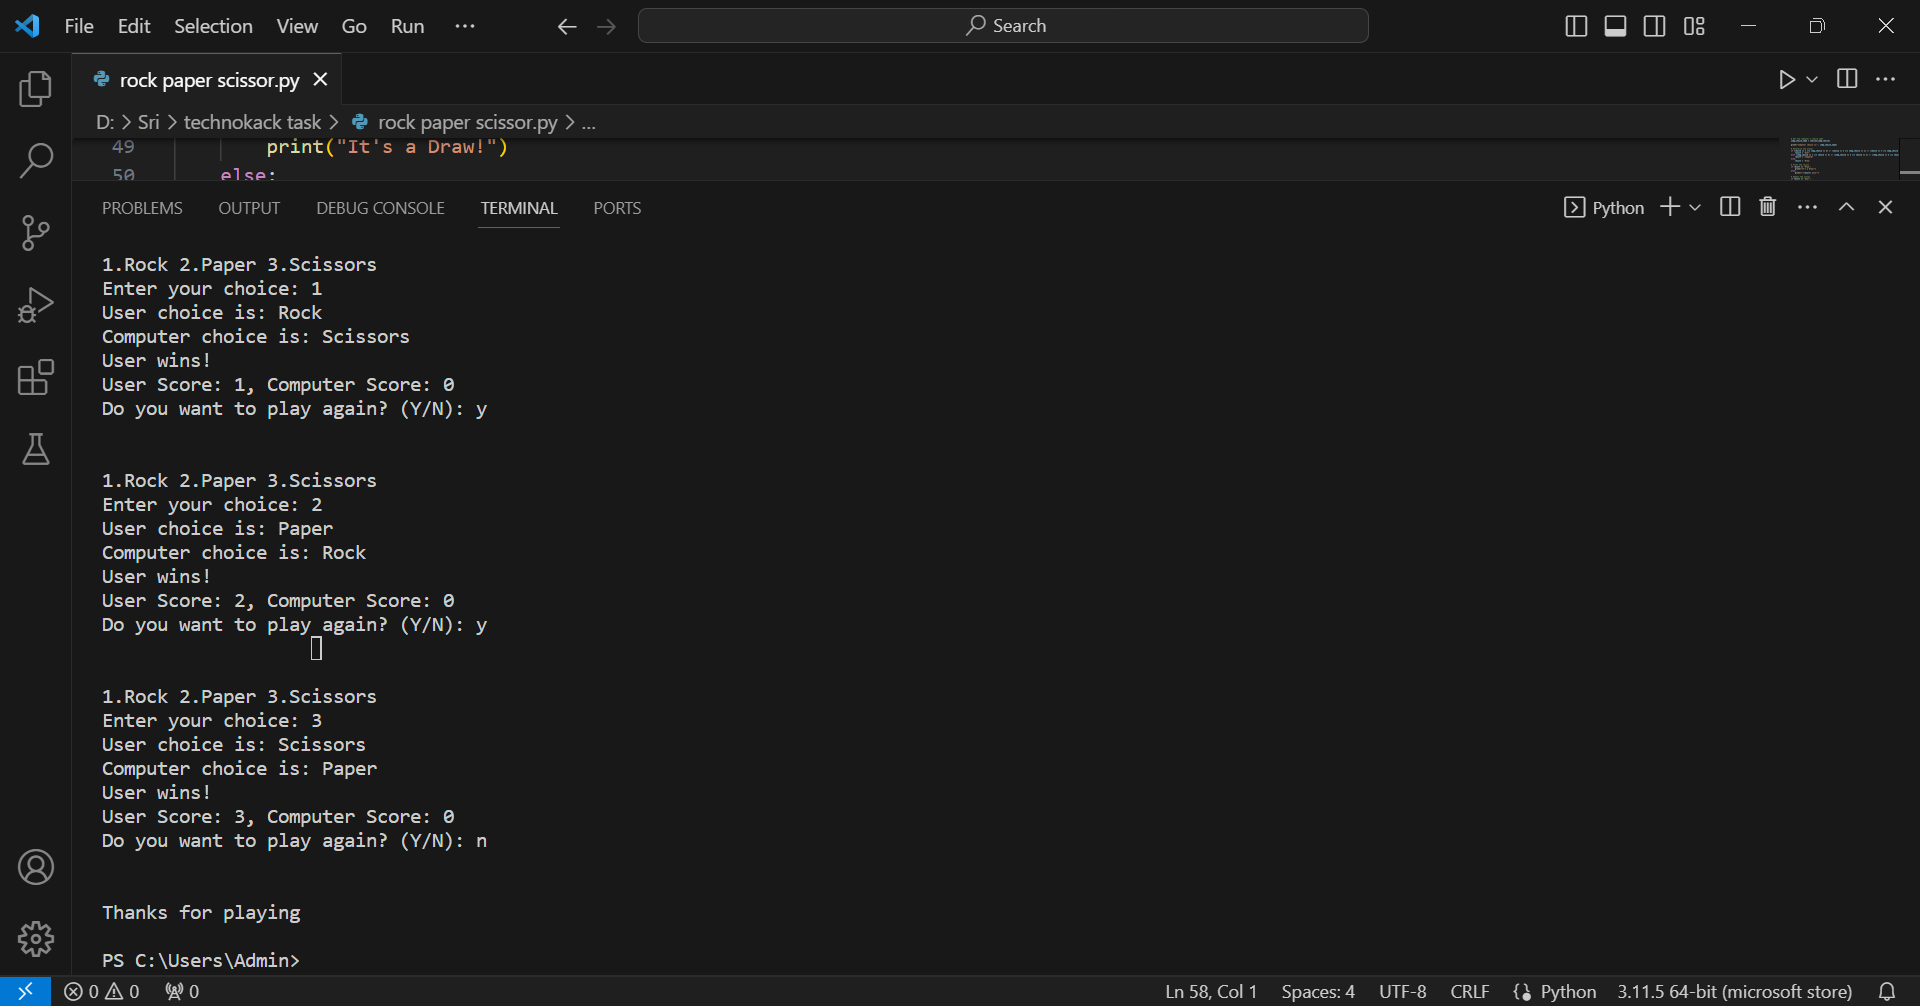 File Edit Selection View Go Run ···
Search
rock paper scissor.py
D: > Sri > technokack task > rock paper scissor.py > ...
49 print("It's a Draw!")
50 else:
PROBLEMS OUTPUT DEBUG CONSOLE TERMINAL PORTS
Python
1.Rock 2.Paper 3.Scissors
Enter your choice: 1
User choice is: Rock
Computer choice is: Scissors
User wins!
User Score: 1, Computer Score: 0
Do you want to play again? (Y/N): y
1.Rock 2.Paper 3.Scissors
Enter your choice: 2
User choice is: Paper
Computer choice is: Rock
User wins!
User Score: 2, Computer Score: 0
Do you want to play again? (Y/N): y
1.Rock 2.Paper 3.Scissors
Enter your choice: 3
User choice is: Scissors
Computer choice is: Paper
User wins!
User Score: 3, Computer Score: 0
Do you want to play again? (Y/N): n
Thanks for playing
PS C:\Users\Admin>
0 0 0 Ln 58, Col 1 Spaces: 4 UTF-8 CRLF Python 3.11.5 64-bit (microsoft store)